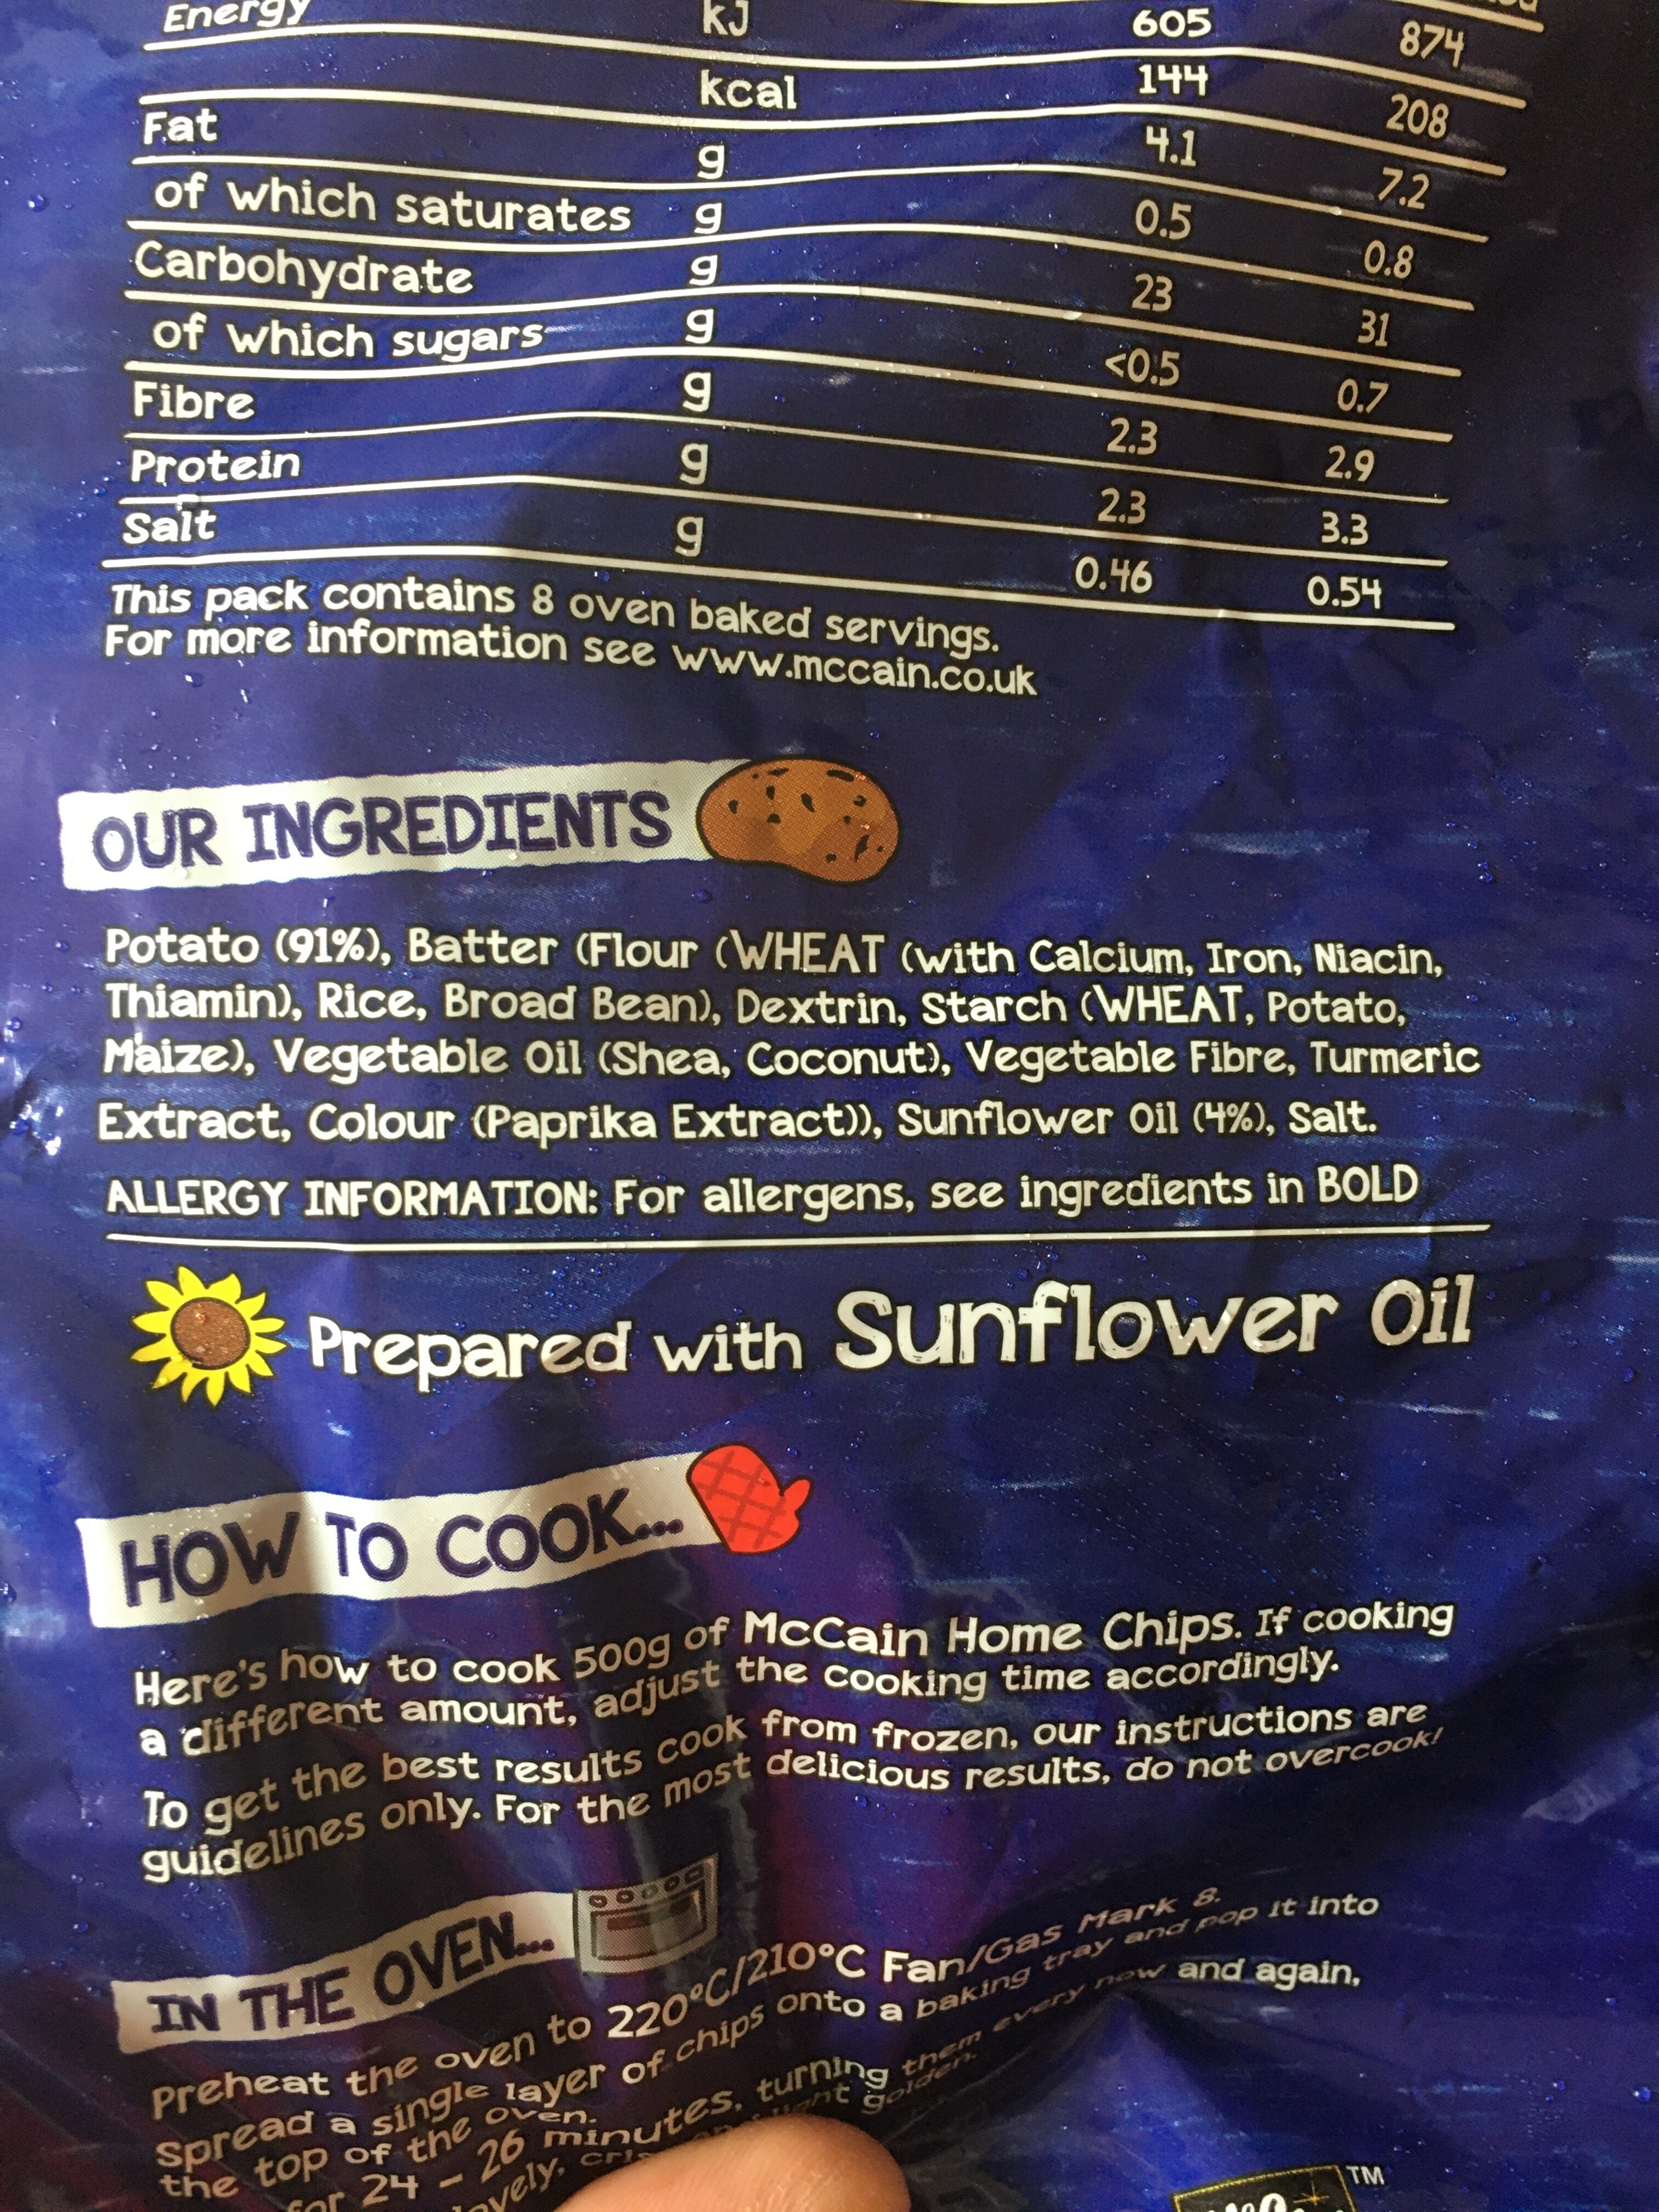 Energy kJ 605 874
kcal 144 208
Fat g 4.1 7.2
of which saturates g 0.5 0.8
Carbohydrate g 23 31
of which sugars g <0.5 0.7
Fibre g 2.3 2.9
Protein g 2.3 3.3
Salt g 0.46 0.54
This pack contains 8 oven baked servings.
For more information see www.mccain.co.uk
OUR INGREDIENTS
Potato (91%), Batter (Flour (WHEAT (with Calcium, Iron, Niacin,
Thiamin), Rice, Broad Bean), Dextrin, Starch (WHEAT, Potato,
Maize), Vegetable Oil (Shea, Coconut), Vegetable Fibre, Turmeric
Extract, Colour (Paprika Extract)), Sunflower Oil (4%), Salt.
ALLERGY INFORMATION: For allergens, see ingredients in BOLD
Prepared with Sunflower Oil
HOW TO COOK...
Here's how to cook 500g of McCain Home Chips. If cooking
a different amount, adjust the cooking time accordingly.
To get the best results cook from frozen, our instructions are
guidelines only. For the most delicious results, do not overcook!
IN THE OVEN...
Preheat the oven to 220°C/210°C Fan/Gas Mark 8.
Spread a single layer of chips onto a baking tray and pop it into
the top of the oven.
for 24 - 26 minutes, turning them every now and again,
light golden.
TM